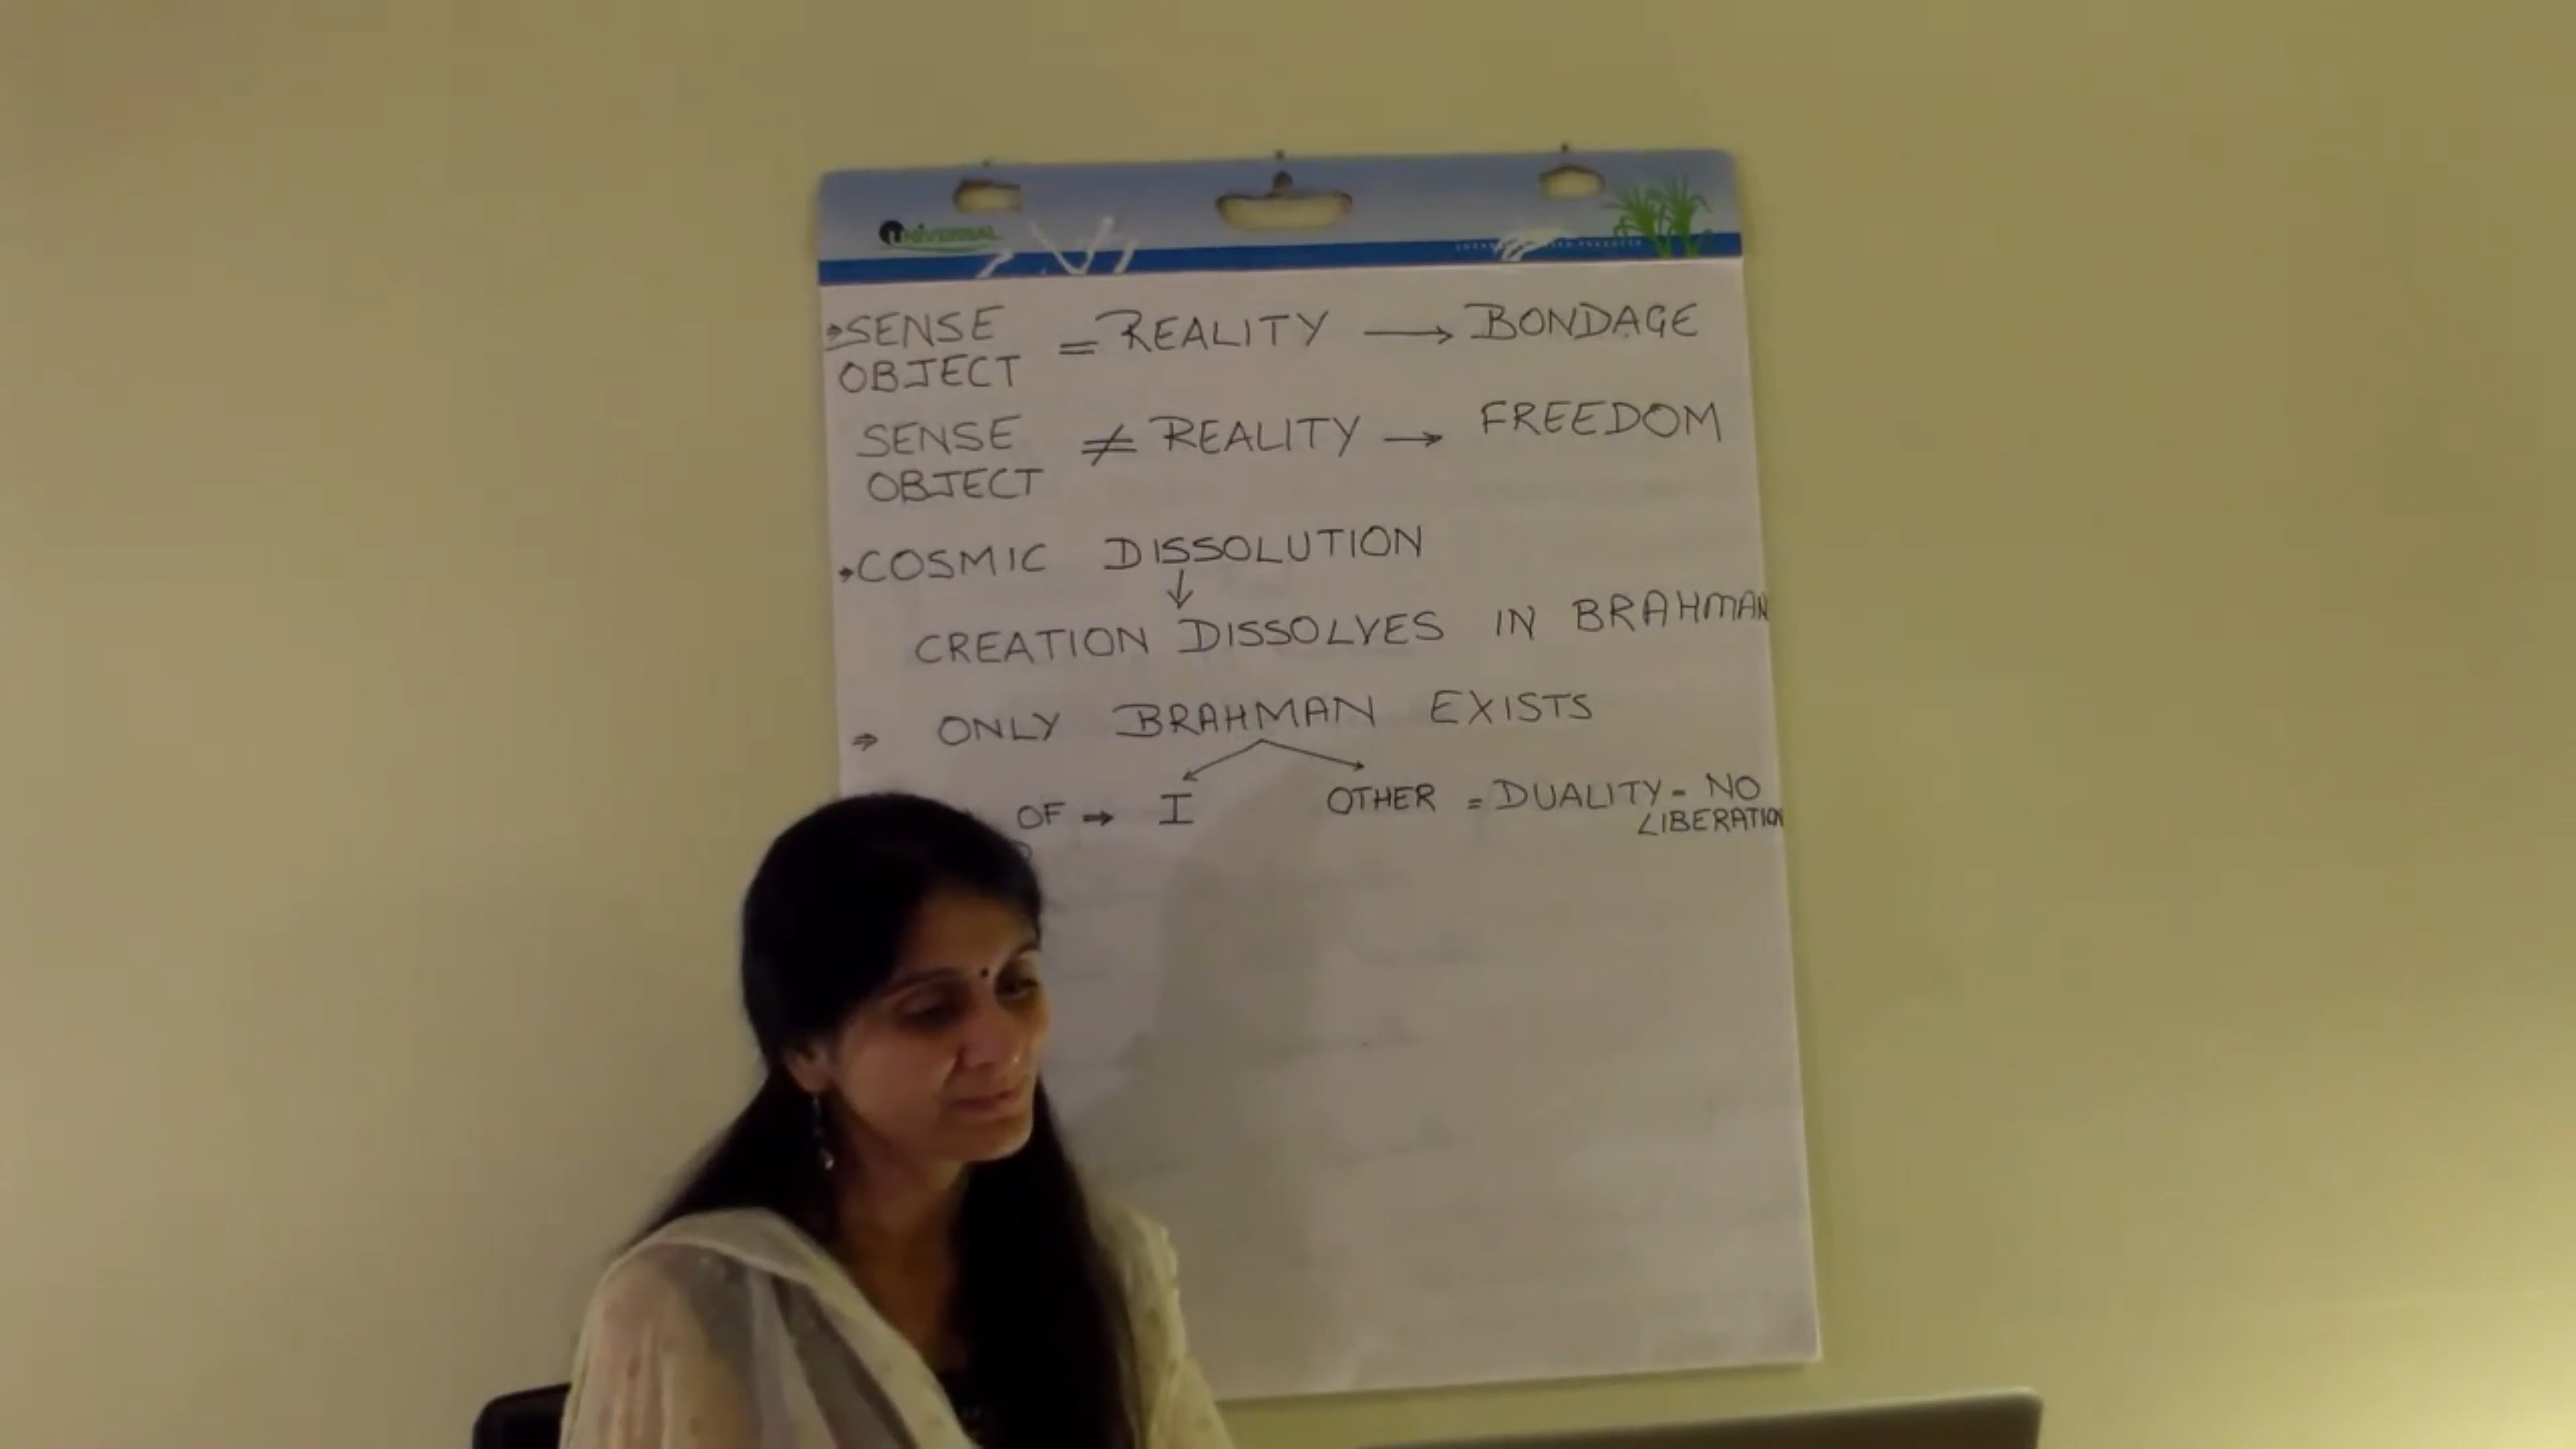 UNIVERSAL
SENSE = REALITY → BONDAGE
OBJECT
SENSE ≠ REALITY → FREEDOM
OBJECT
COSMIC DISSOLUTION
↓
CREATION DISSOLVES IN BRAHMAN
⇒ ONLY BRAHMAN EXISTS
OF → I OTHER = DUALITY - NO
LIBERATION